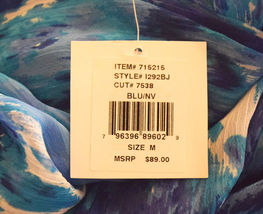 ITEM# 715215
STYLE# I292BJ
CUT# 7538
BLU/NV
7 96396 89602 9
SIZE M
MSRP $89.00